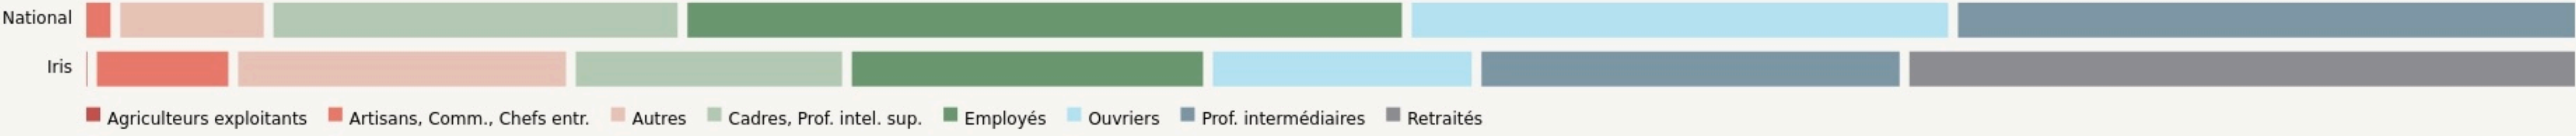 National
Iris
Agriculteurs exploitants Artisans, Comm., Chefs entr. Autres Cadres, Prof. intel. sup. Employés Ouvriers Prof. intermédiaires Retraités